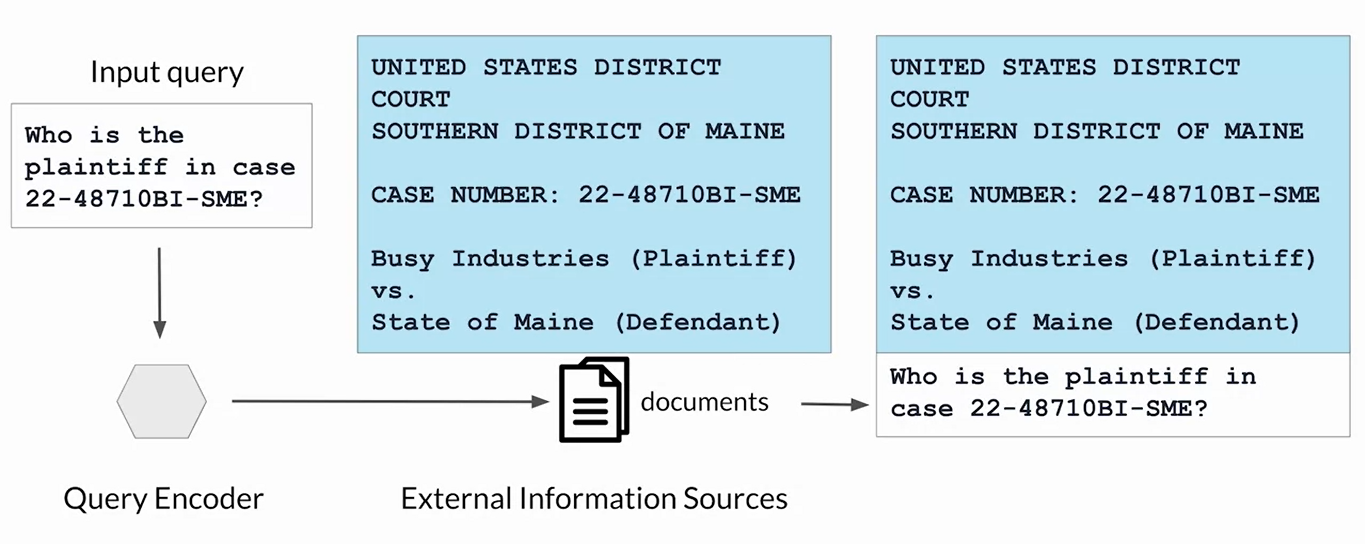 Input query
Who is the
plaintiff in case
22-48710BI-SME?
Query Encoder
UNITED STATES DISTRICT
COURT
SOUTHERN DISTRICT OF MAINE
CASE NUMBER: 22-48710BI-SME
Busy Industries (Plaintiff)
vs.
State of Maine (Defendant)
documents
External Information Sources
UNITED STATES DISTRICT
COURT
SOUTHERN DISTRICT OF MAINE
CASE NUMBER: 22-48710BI-SME
Busy Industries (Plaintiff)
vs.
State of Maine (Defendant)
Who is the plaintiff in
case 22-48710BI-SME?